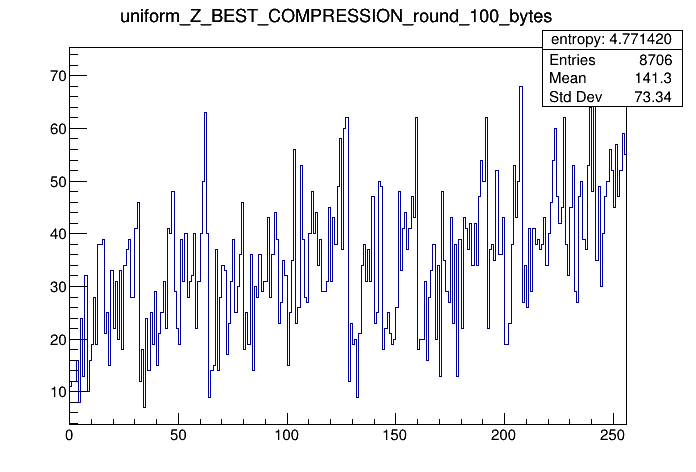 uniform_Z_BEST_COMPRESSION_round_100_bytes
entropy: 4.771420
Entries 8706
Mean 141.3
Std Dev 73.34
70
60
50
40
30
20
10
0 50 100 150 200 250